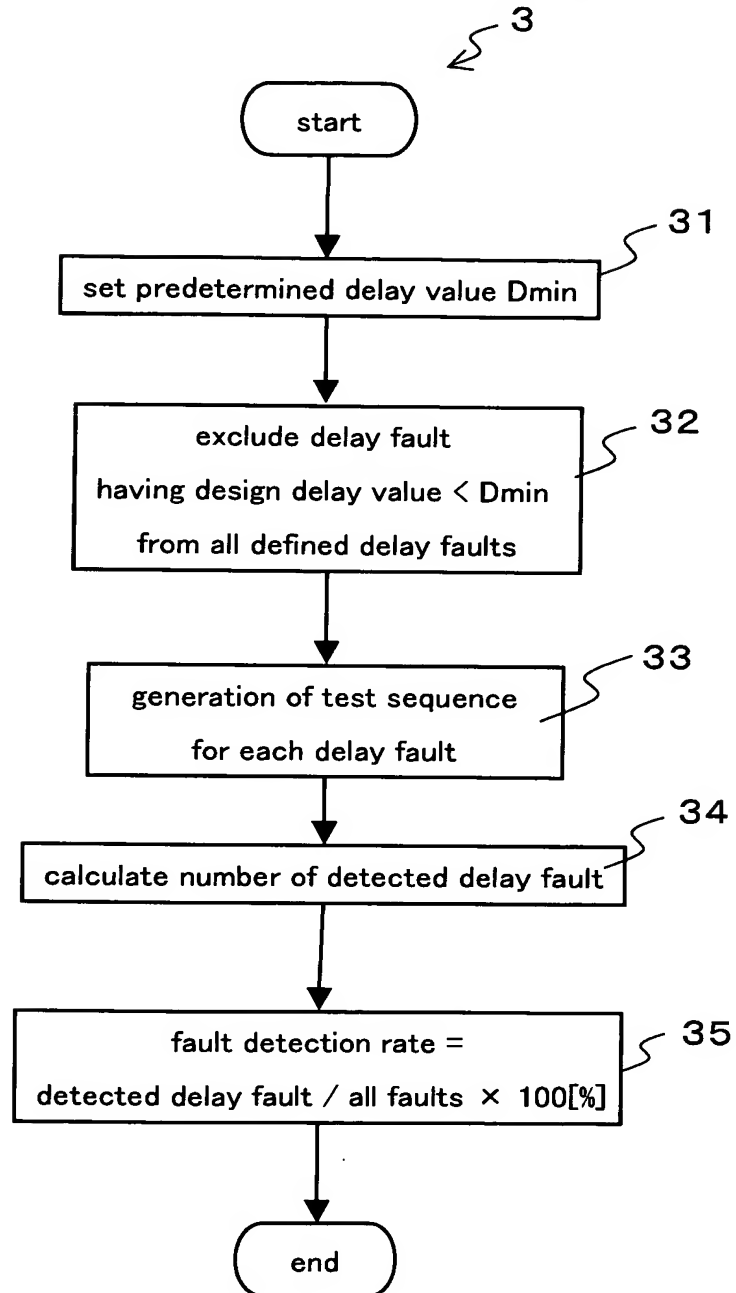 3
start
31
set predetermined delay value Dmin
32
exclude delay fault
having design delay value < Dmin
from all defined delay faults
33
generation of test sequence
for each delay fault
34
calculate number of detected delay fault
35
fault detection rate =
detected delay fault / all faults × 100[%]
end